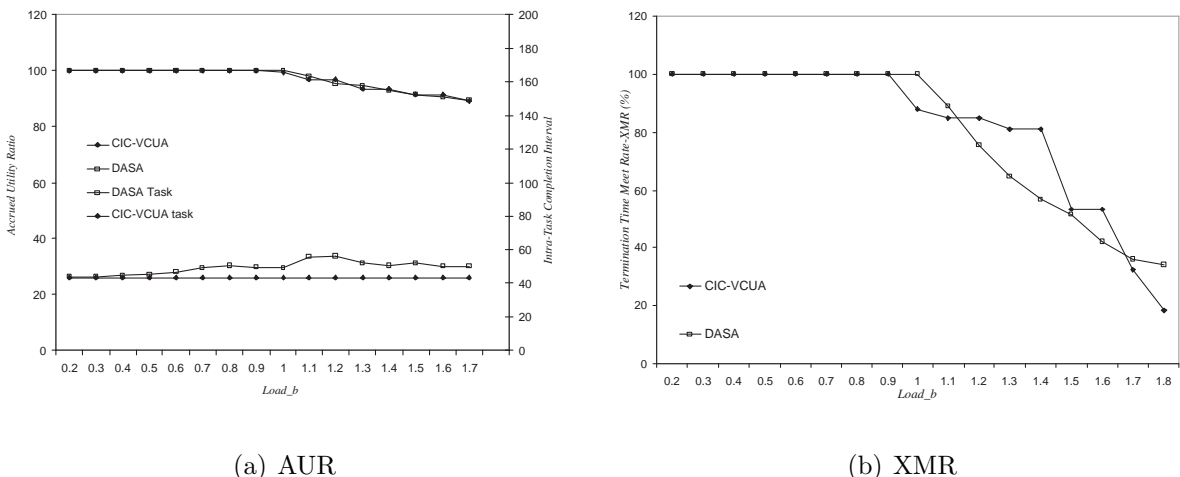 120
100
80
60
40
20
0
Accrued Utility Ratio
CIC-VCUA
DASA
DASA Task
CIC-VCUA task
200
180
160
140
120
100
80
60
40
20
0
Intra-Task Completion Interval
0.2 0.3 0.4 0.5 0.6 0.7 0.8 0.9 1 1.1 1.2 1.3 1.4 1.5 1.6 1.7
Load_b
(a) AUR
120
100
80
60
40
20
0
Termination Time Meet Rate-XMR (%)
CIC-VCUA
DASA
0.2 0.3 0.4 0.5 0.6 0.7 0.8 0.9 1 1.1 1.2 1.3 1.4 1.5 1.6 1.7 1.8
Load_b
(b) XMR